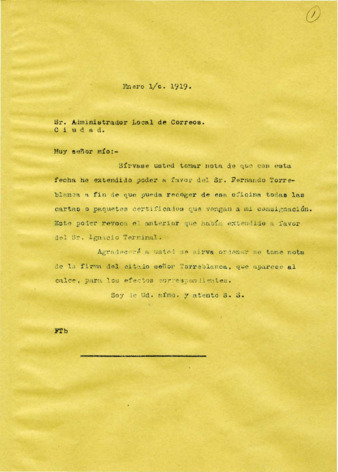 1
Enero 1/o. 1919.
Sr. Administrador Local de Correos.
C i u d a d.
Muy señor mío:-
Sírvase usted tomar nota de que con esta
fecha ha extendido poder a favor del Sr. Fernando Torre-
blanca a fin de que pueda recoger de esa oficina todas las
cartas o paquetes certificados que vengan a mi consignación.
Este poder revoca el anterior que había extendido a favor
del Sr. Ignacio
Agradeceré a usted se sirva ordenar se tome nota
de la firma del citado señor Torreblanca, que aparece al
calce, para los efectos correspondientes.
Soy de Ud. afmo. y atento S. S.
FTb